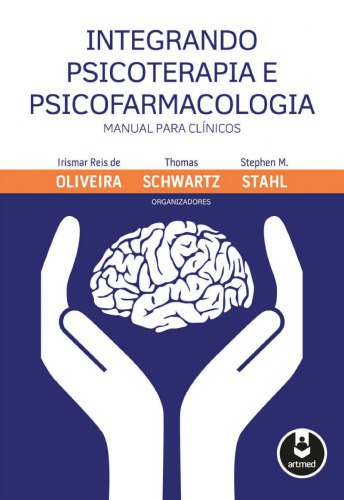 INTEGRANDO
PSICOTERAPIA E
PSICOFARMACOLOGIA
MANUAL PARA CLÍNICOS
Irismar Reis de Thomas Stephen M.
OLIVEIRA SCHWARTZ STAHL
ORGANIZADORES
artmed